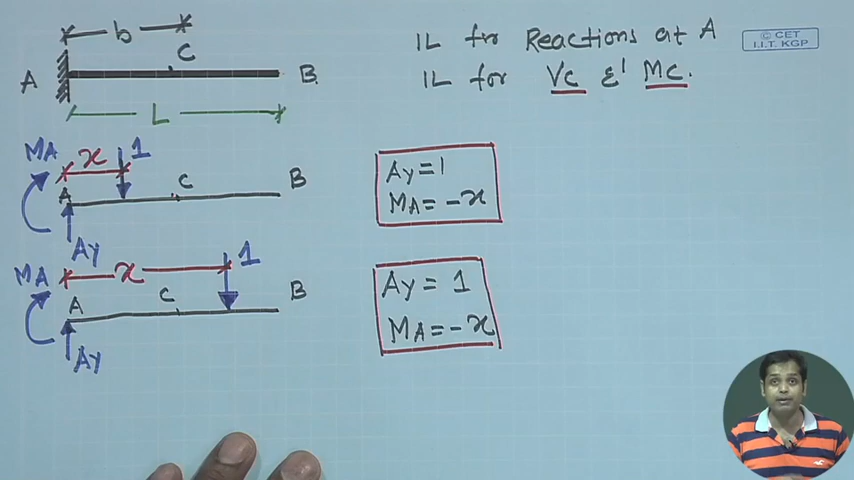 b
C
A
B
L
IL for Reactions at A
IL for VC & MC.
© CET
I.I.T. KGP
MA
x
1
A
C
B
Ay
Ay = 1
MA = -x
MA
x
1
A
C
B
Ay
Ay = 1
MA = -x